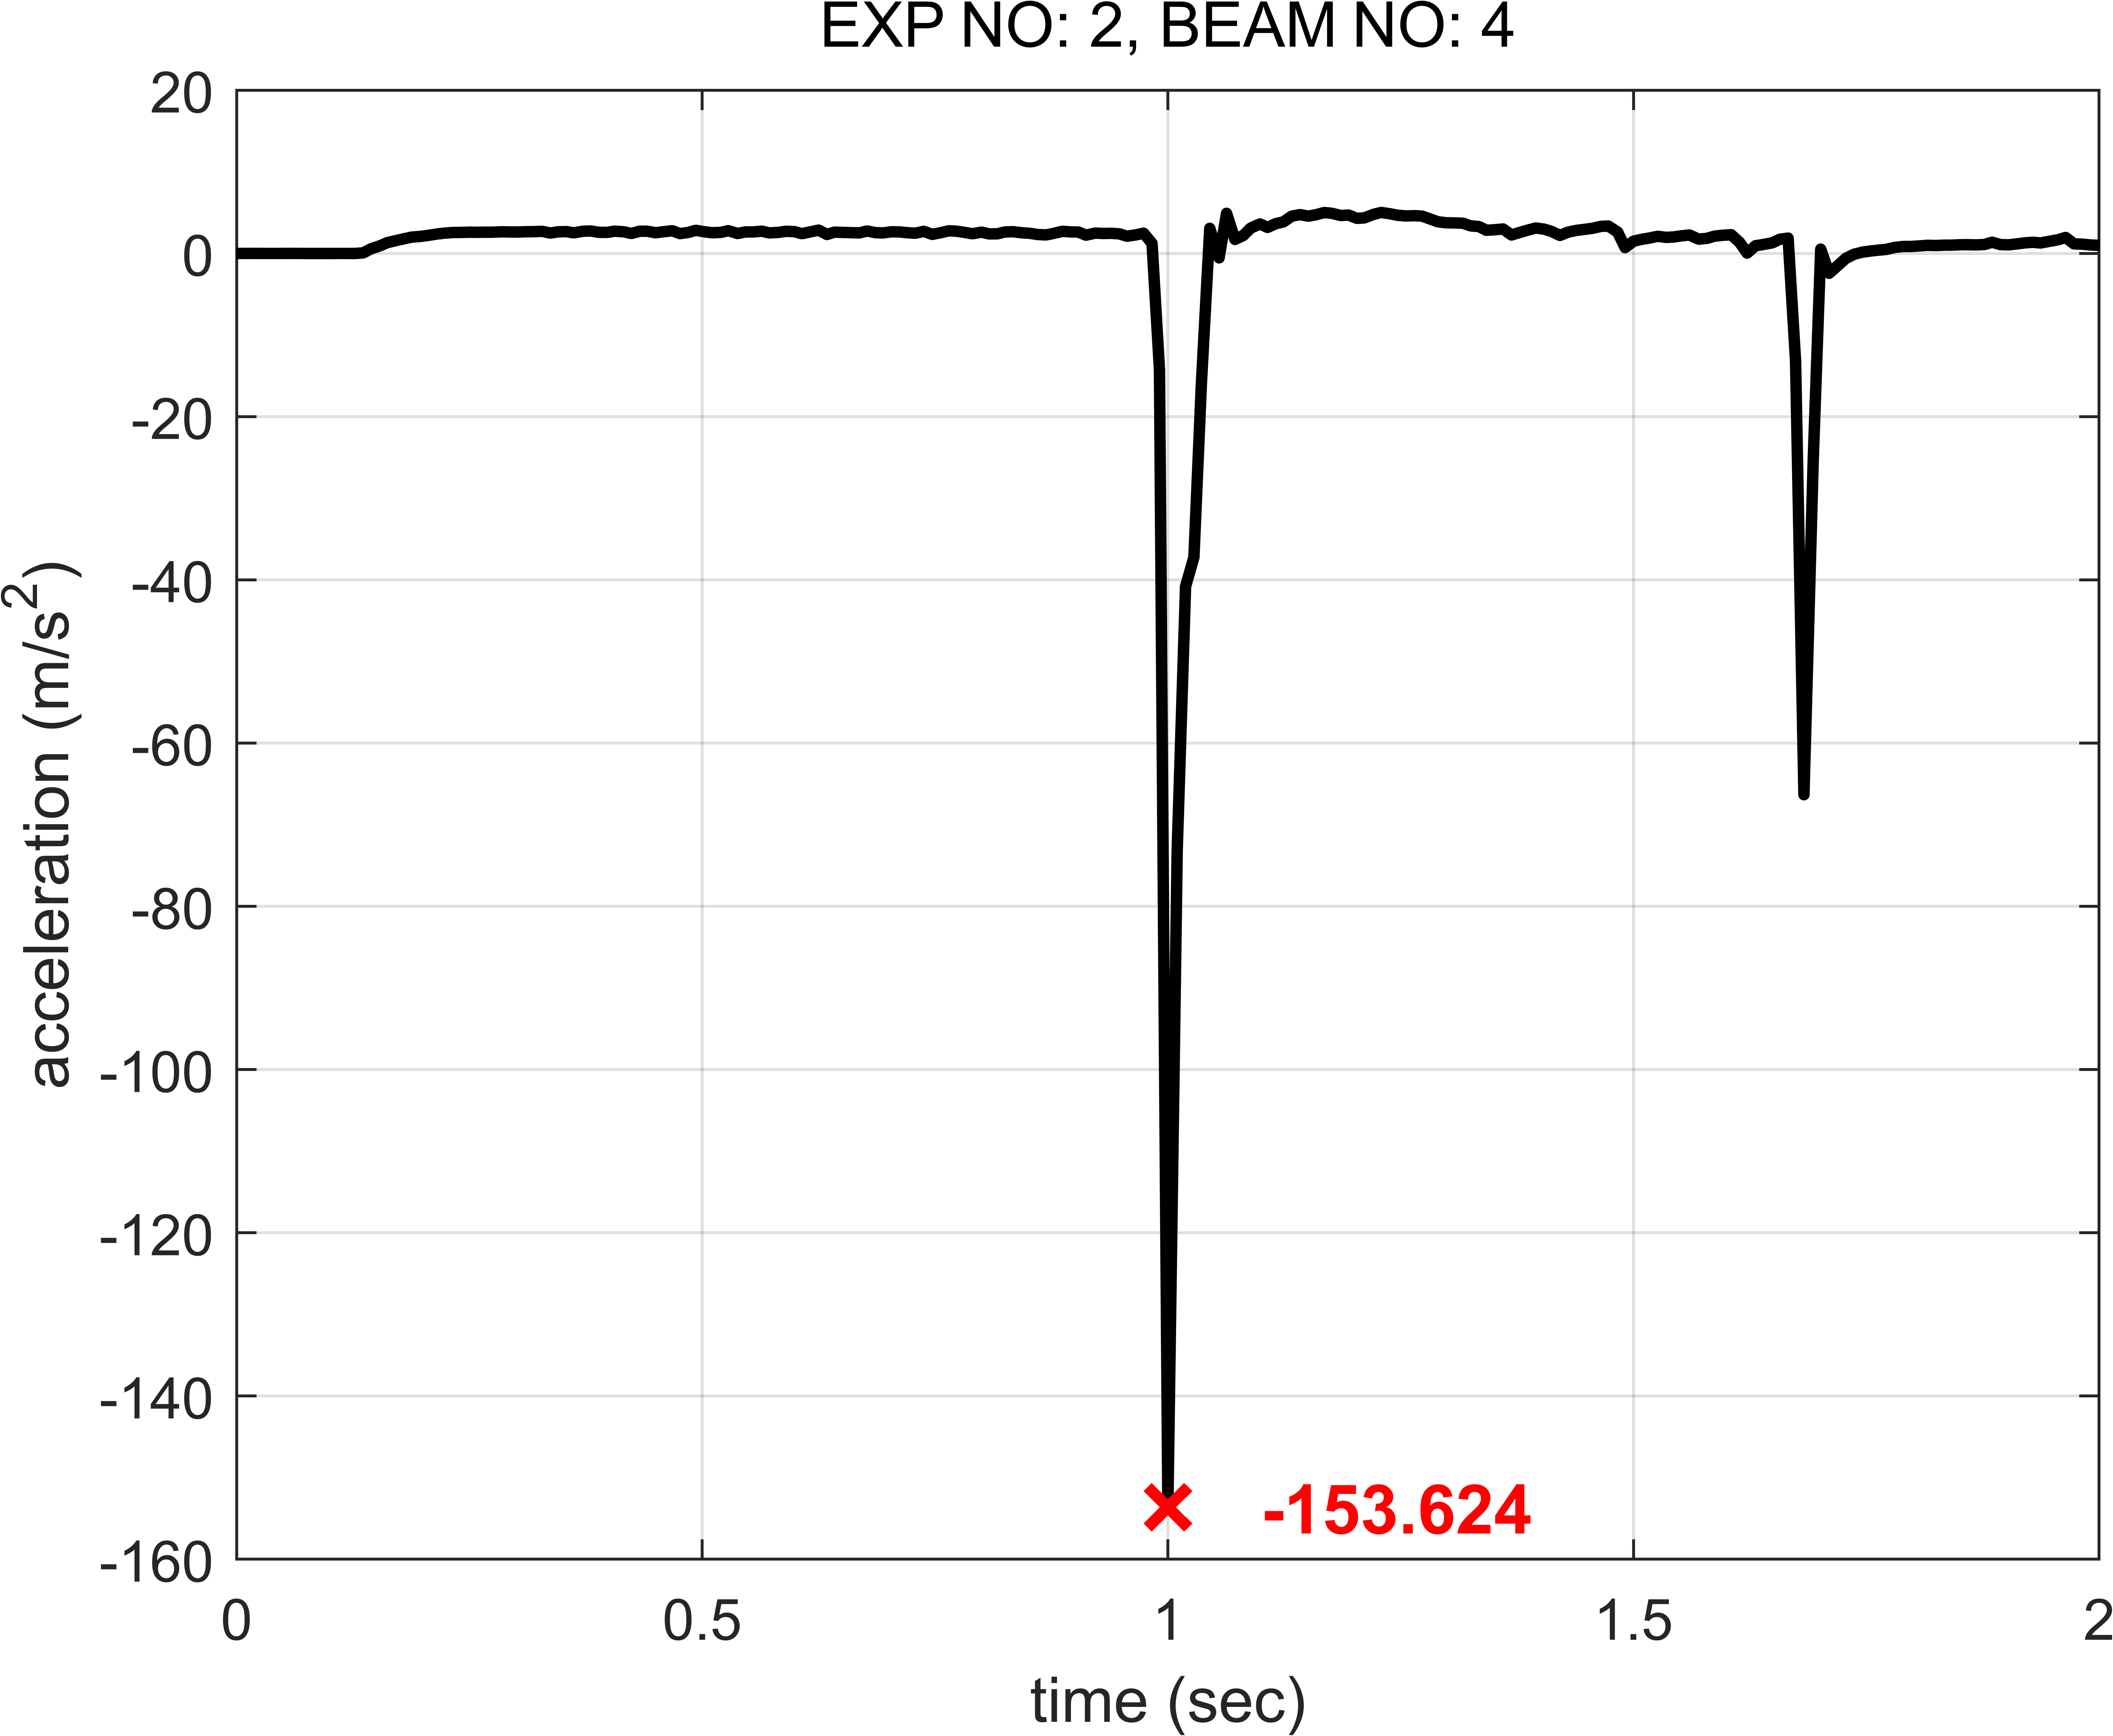 EXP NO: 2, BEAM NO: 4
acceleration (m/s²)
20
0
-20
-40
-60
-80
-100
-120
-140
-160
-153.624
0 0.5 1 1.5 2
time (sec)